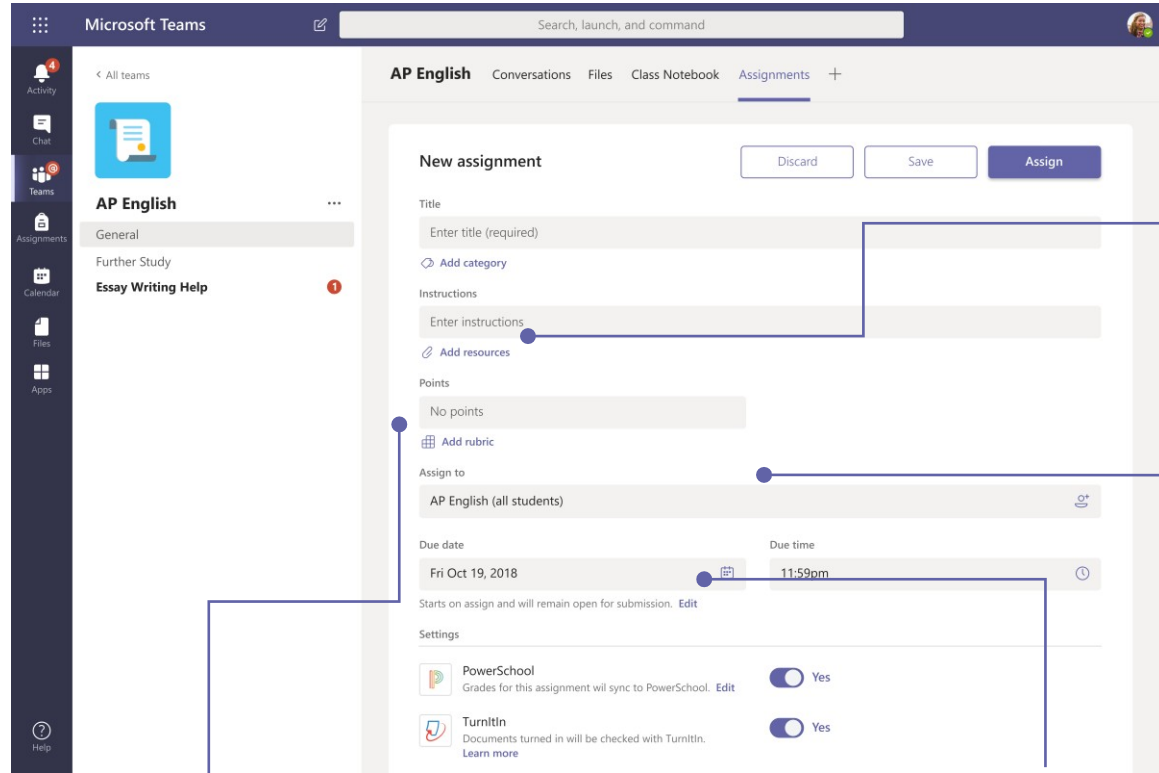 Microsoft Teams
Search, launch, and command
4
Activity
Chat
@
Teams
Assignments
Calendar
Files
Apps
Help
< All teams
AP English
...
General
Further Study
Essay Writing Help
1
AP English Conversations Files Class Notebook Assignments +
New assignment
Discard Save Assign
Title
Enter title (required)
Add category
Instructions
Enter instructions
Add resources
Points
No points
Add rubric
Assign to
AP English (all students)
Due date Due time
Fri Oct 19, 2018 11:59pm
Starts on assign and will remain open for submission. Edit
Settings
PowerSchool
Grades for this assignment wil sync to PowerSchool. Edit
Yes
TurnItIn
Documents turned in will be checked with TurnItIn.
Learn more
Yes